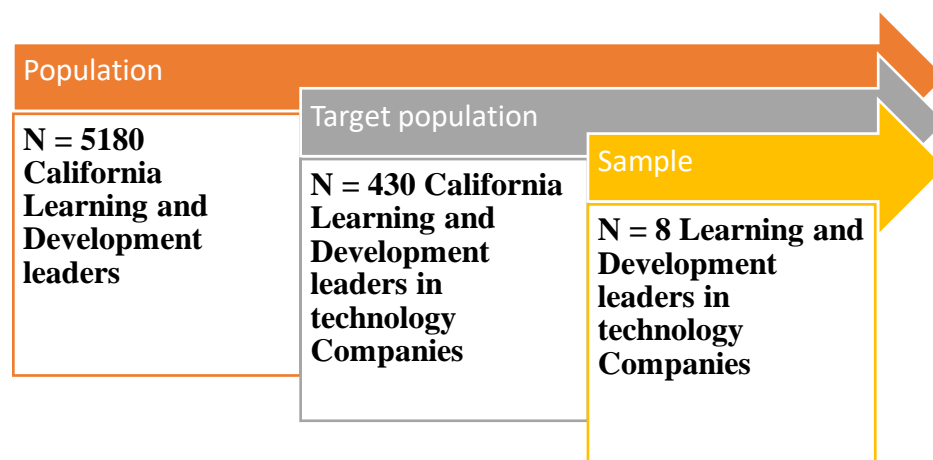 Population
N = 5180
California
Learning and
Development
leaders
Target population
N = 430 California
Learning and
Development
leaders in
technology
Companies
Sample
N = 8 Learning and
Development
leaders in
technology
Companies